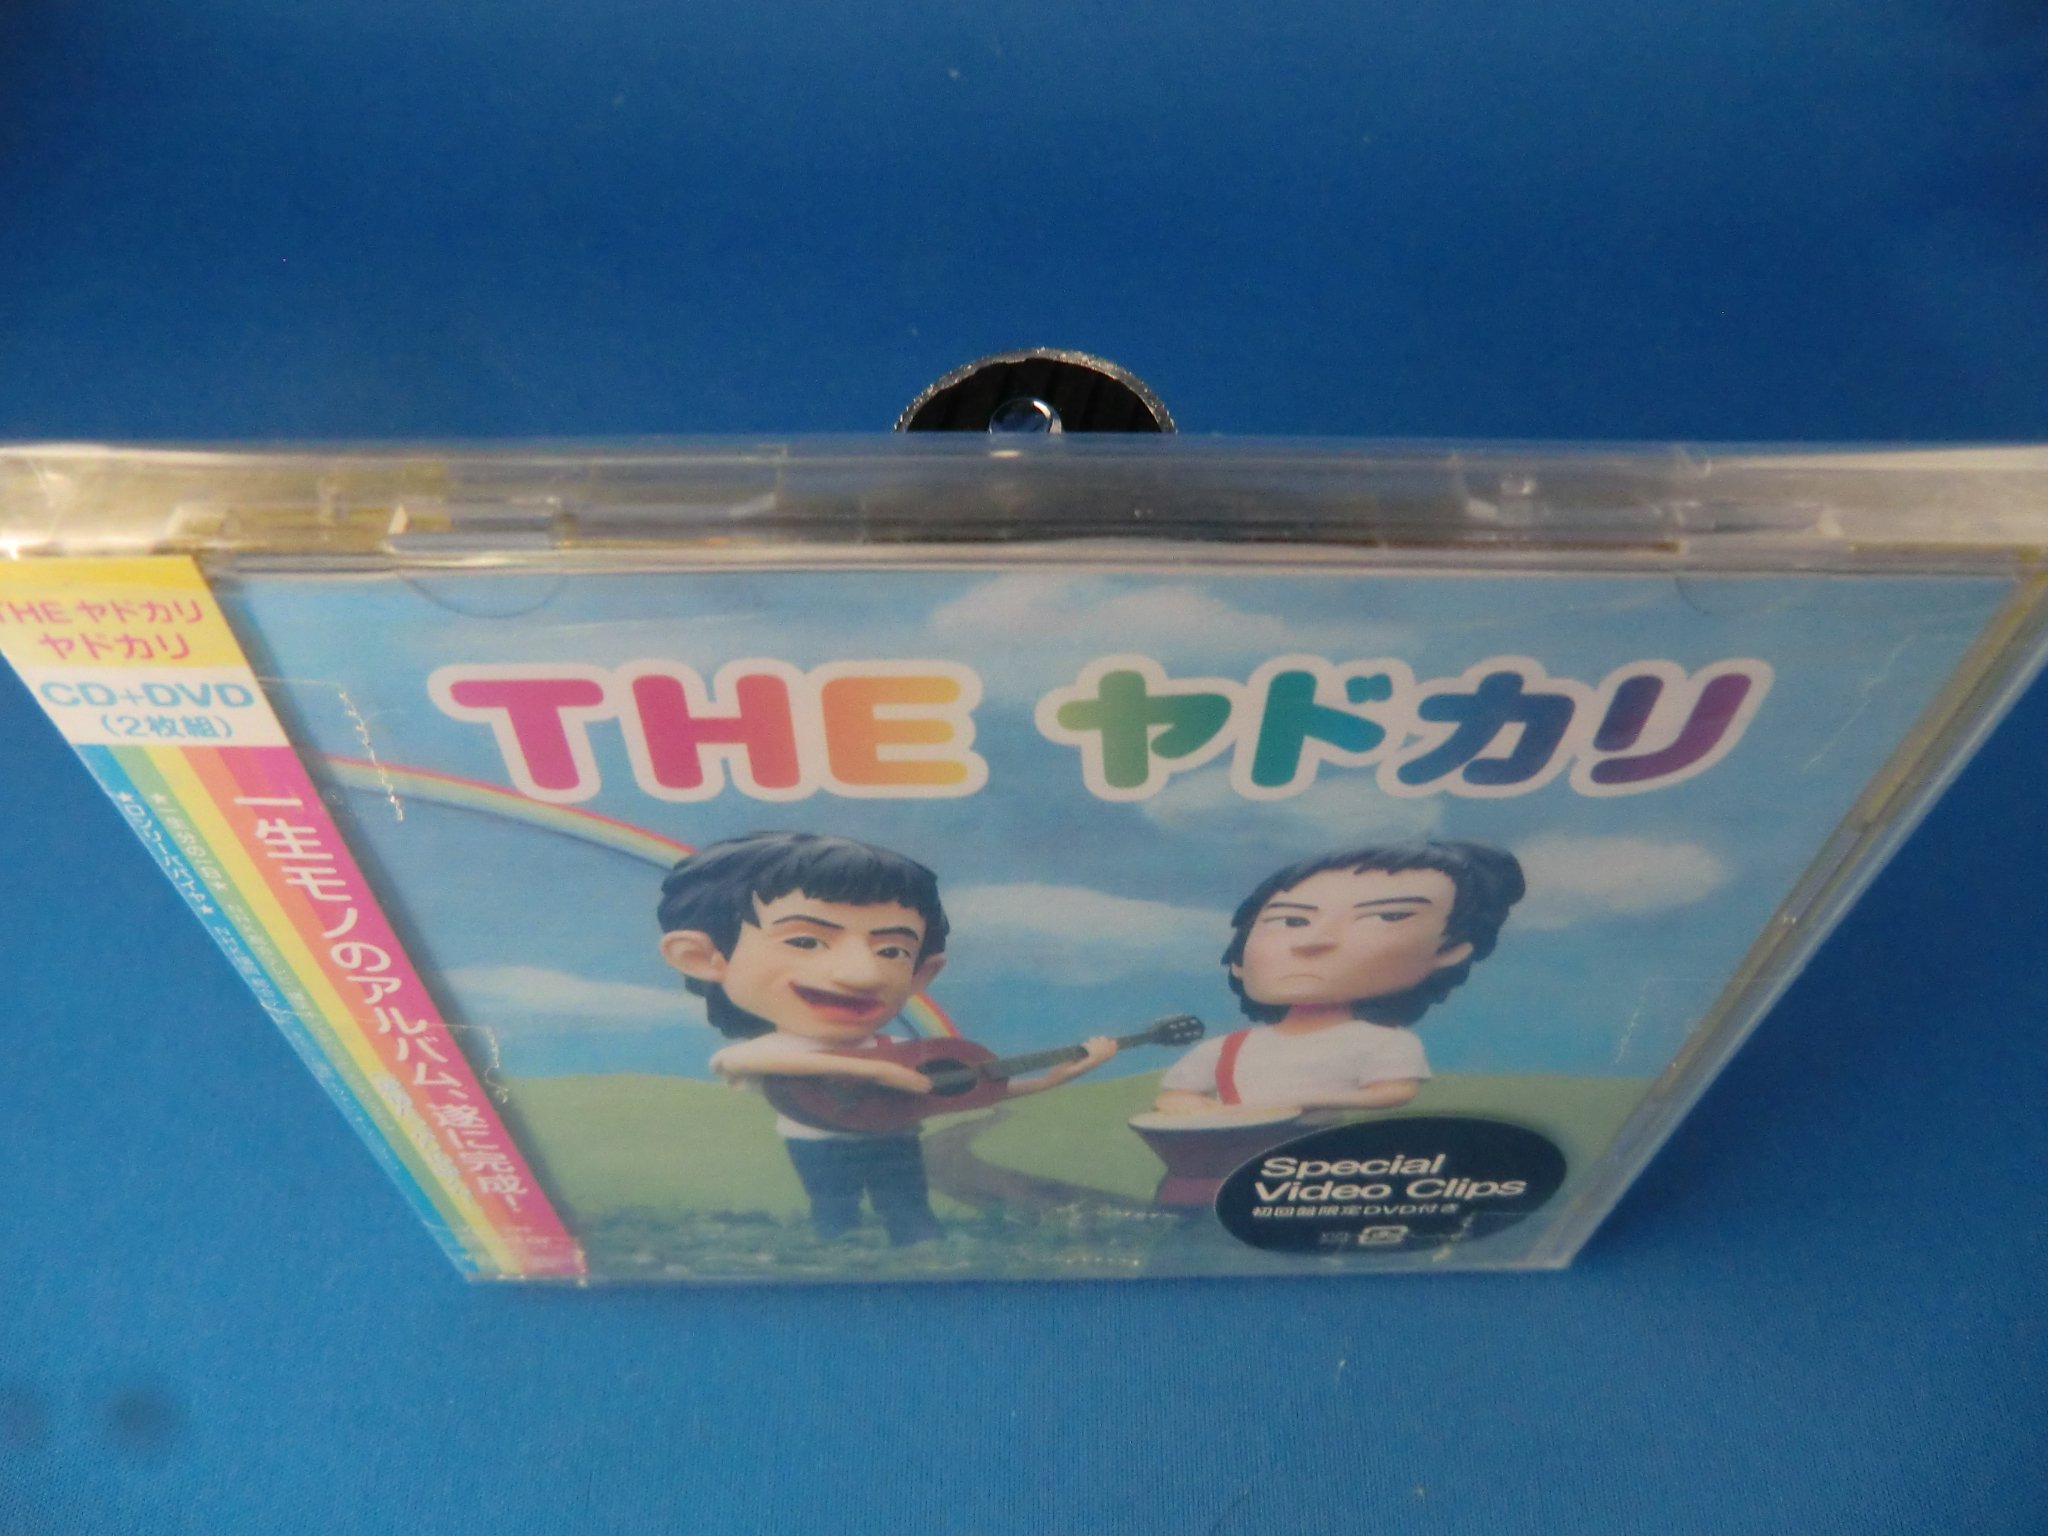 THE ヤドカリ
ヤドカリ
CD+DVD
(2枚組)
一生モノのアルバム、遂に完成!
THE ヤドカリ
Special
Video Clips
初回盤限定DVD付き